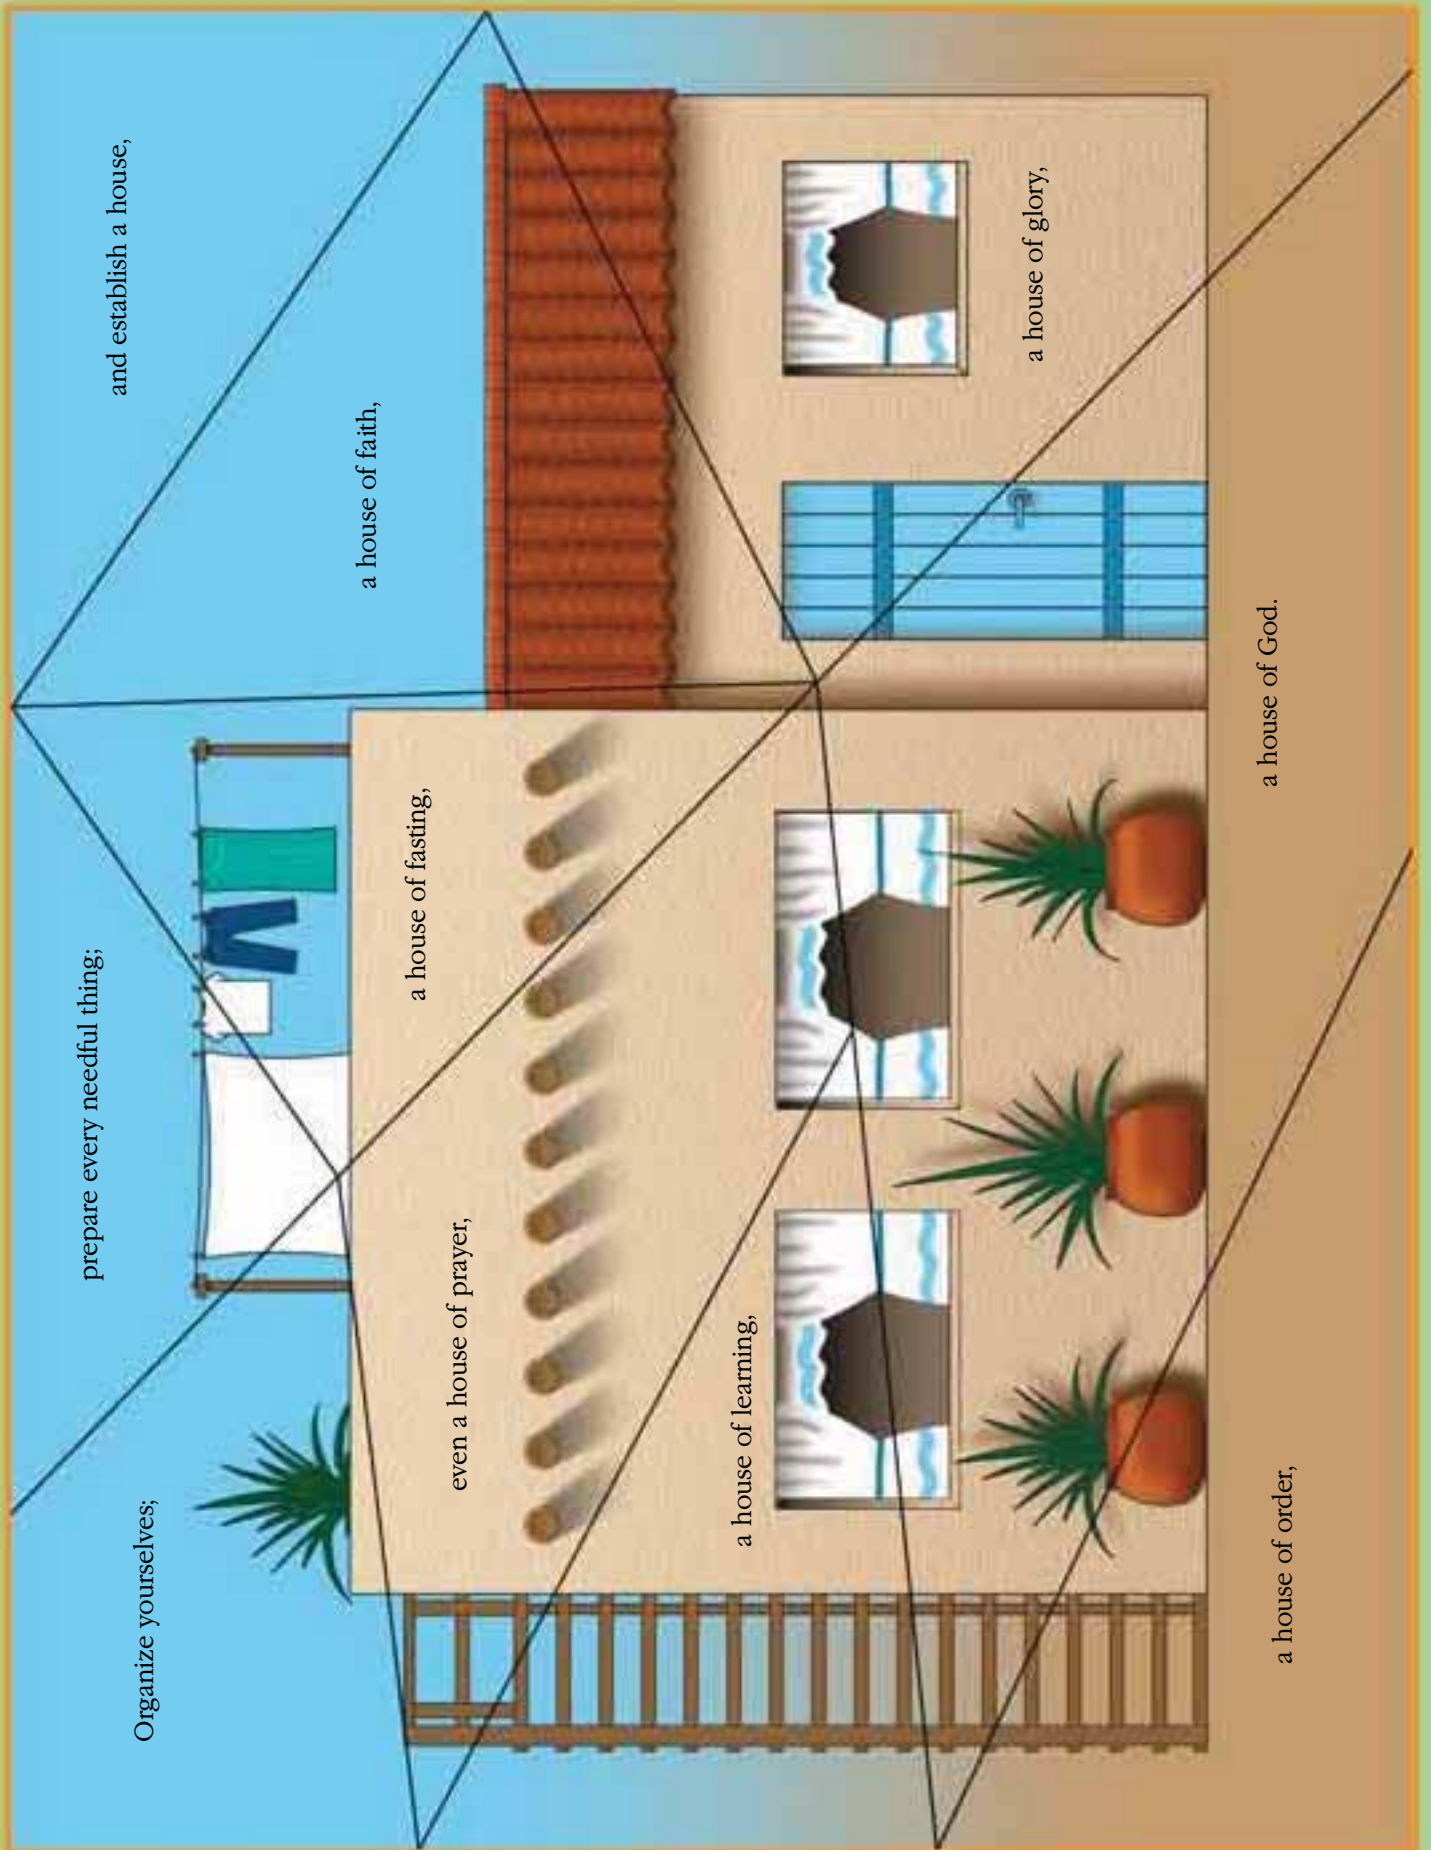 Organize yourselves;
prepare every needful thing;
and establish a house,
even a house of prayer,
a house of fasting,
a house of faith,
a house of learning,
a house of glory,
a house of order,
a house of God.